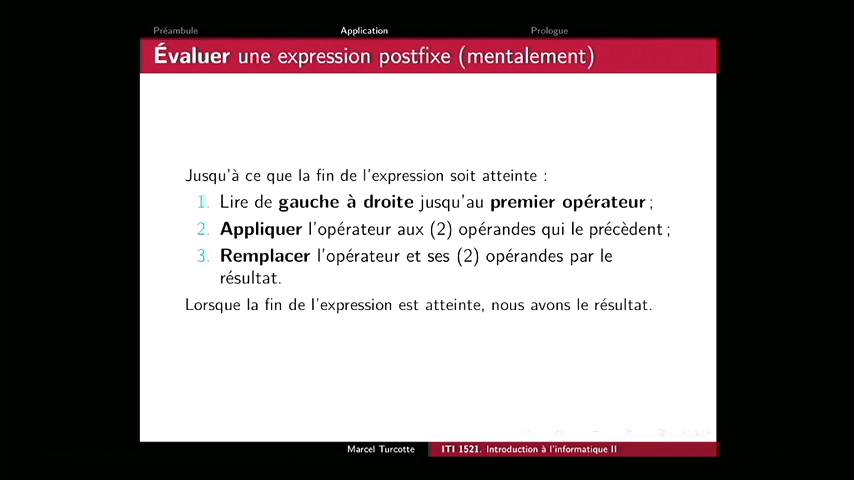 Préambule Application Prologue
Évaluer une expression postfixe (mentalement)
Jusqu'à ce que la fin de l'expression soit atteinte :
1. Lire de gauche à droite jusqu'au premier opérateur ;
2. Appliquer l'opérateur aux (2) opérandes qui le précèdent ;
3. Remplacer l'opérateur et ses (2) opérandes par le
résultat.
Lorsque la fin de l'expression est atteinte, nous avons le résultat.
Marcel Turcotte ITI 1521. Introduction à l'informatique II